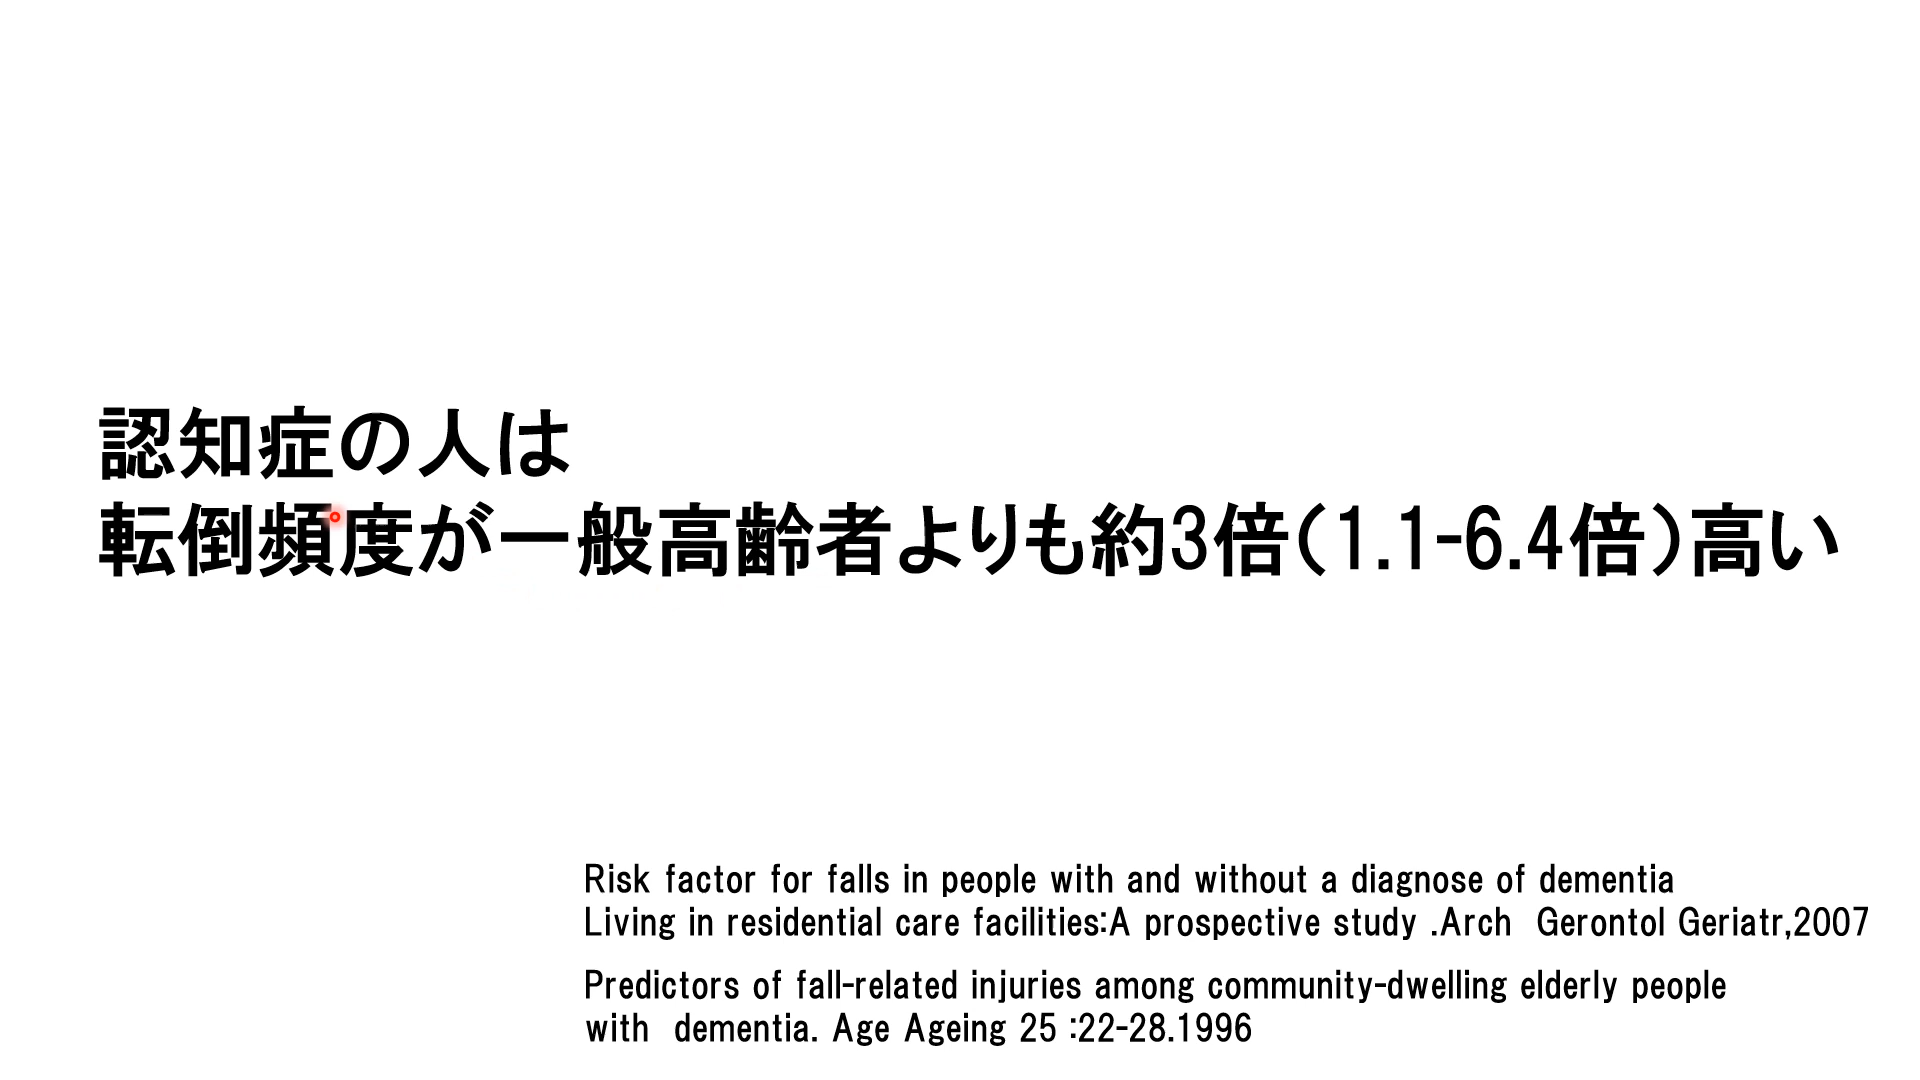 認知症の人は
転倒頻度が一般高齢者よりも約3倍（1.1-6.4倍）高い
Risk factor for falls in people with and without a diagnose of dementia
Living in residential care facilities:A prospective study .Arch  Gerontol Geriatr,2007
Predictors of fall-related injuries among community-dwelling elderly people
with  dementia. Age Ageing 25 :22-28.1996